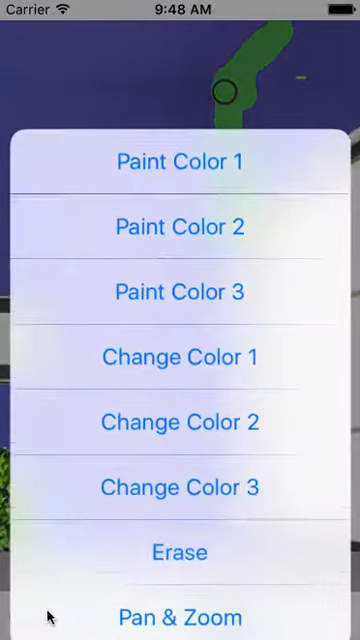 Carrier 9:48 AM
Paint Color 1
Paint Color 2
Paint Color 3
Change Color 1
Change Color 2
Change Color 3
Erase
Pan & Zoom